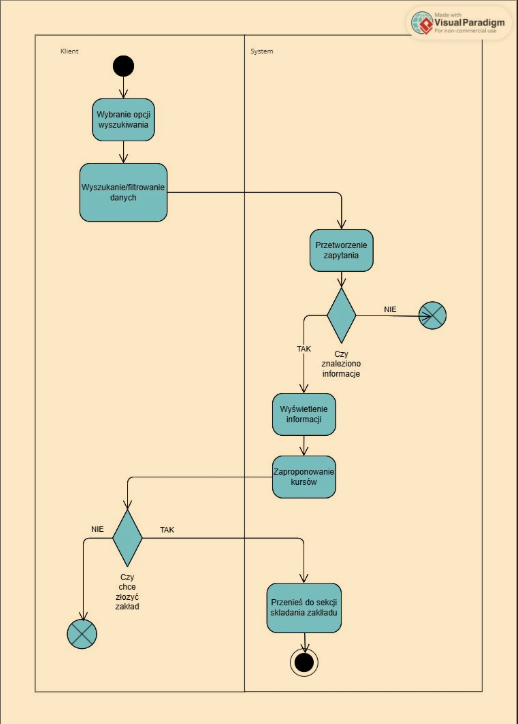 Made with
Visual Paradigm
For non-commercial use
Klient
System
Wybranie opcji
wyszukiwania
Wyszukanie/filtrowanie
danych
Przetworzenie
zapytania
NIE
TAK
Czy
znaleziono
informacje
Wyświetlenie
informacji
Zaproponowanie
kursów
NIE
TAK
Czy
chce
złozyć
zakład
Przenieś do sekcji
składania zakładu